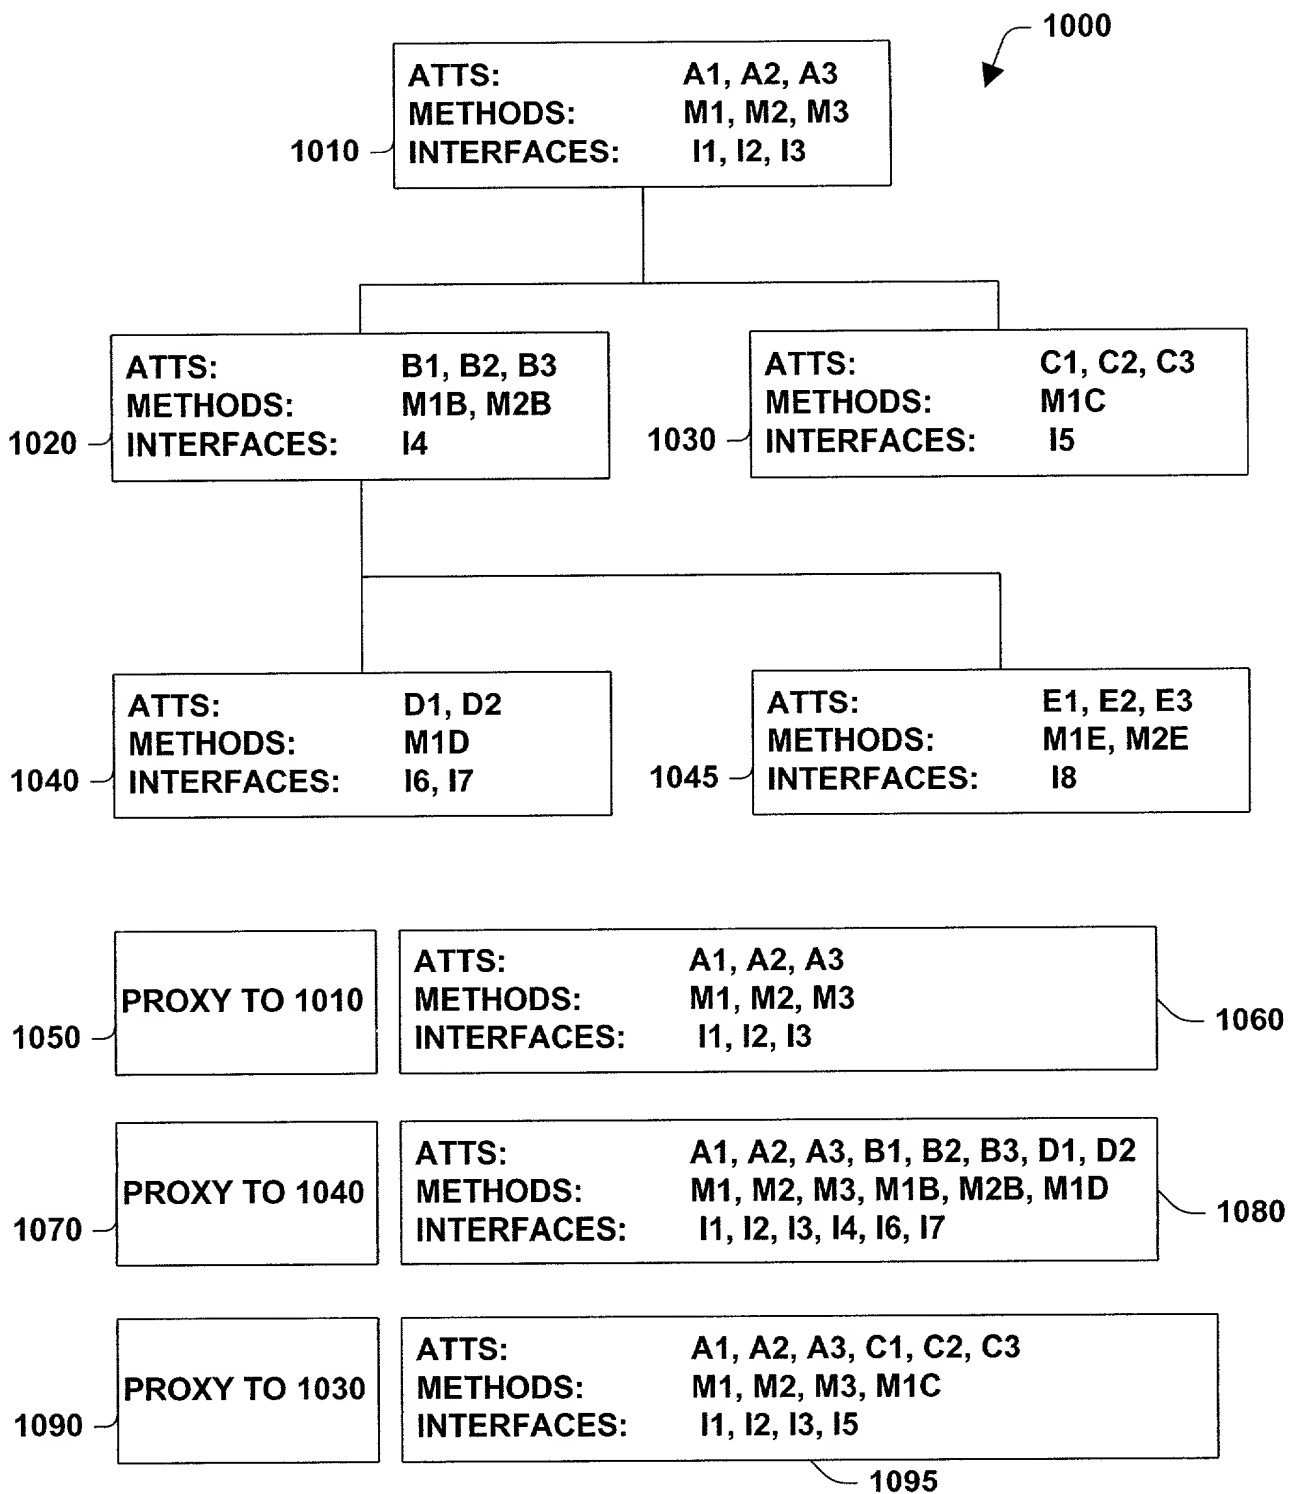 1000
ATTS: A1, A2, A3
METHODS: M1, M2, M3
1010 INTERFACES: I1, I2, I3
ATTS: B1, B2, B3
METHODS: M1B, M2B
1020 INTERFACES: I4
ATTS: C1, C2, C3
METHODS: M1C
1030 INTERFACES: I5
ATTS: D1, D2
METHODS: M1D
1040 INTERFACES: I6, I7
ATTS: E1, E2, E3
METHODS: M1E, M2E
1045 INTERFACES: I8
PROXY TO 1010
1050
ATTS: A1, A2, A3
METHODS: M1, M2, M3
INTERFACES: I1, I2, I3
1060
PROXY TO 1040
1070
ATTS: A1, A2, A3, B1, B2, B3, D1, D2
METHODS: M1, M2, M3, M1B, M2B, M1D
INTERFACES: I1, I2, I3, I4, I6, I7
1080
PROXY TO 1030
1090
ATTS: A1, A2, A3, C1, C2, C3
METHODS: M1, M2, M3, M1C
INTERFACES: I1, I2, I3, I5
1095